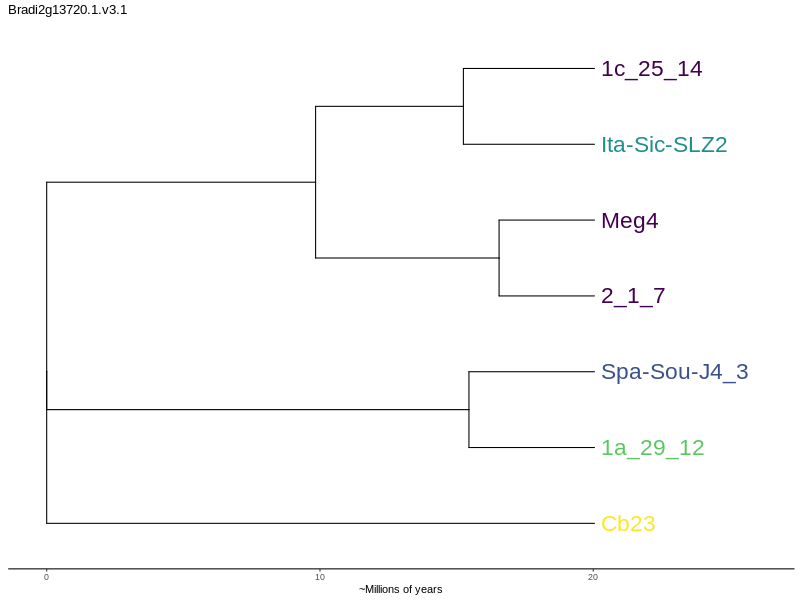 Bradi2g13720.1.v3.1
1c_25_14
Ita-Sic-SLZ2
Meg4
2_1_7
Spa-Sou-J4_3
1a_29_12
Cb23
0 10 20
~Millions of years